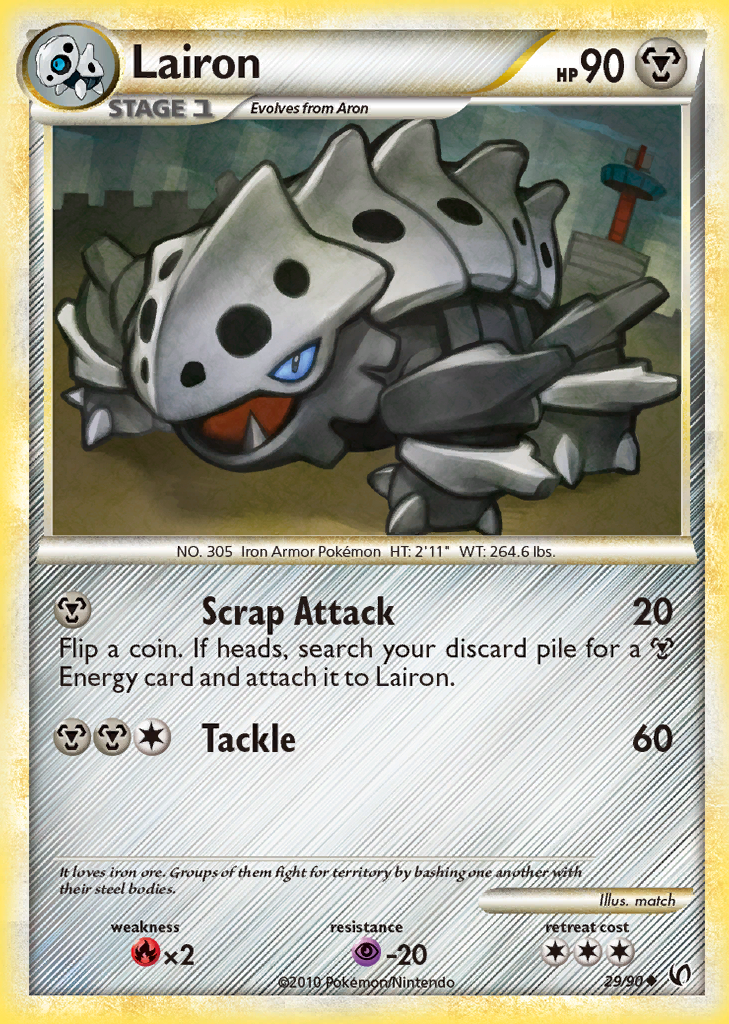 Lairon
HP 90
STAGE 1
Evolves from Aron
NO. 305 Iron Armor Pokémon HT: 2'11" WT: 264.6 lbs.
Scrap Attack 20
Flip a coin. If heads, search your discard pile for a
Energy card and attach it to Lairon.
Tackle 60
It loves iron ore. Groups of them fight for territory by bashing one another with
their steel bodies.
Illus. match
weakness resistance retreat cost
×2 -20
©2010 Pokémon/Nintendo 29/90